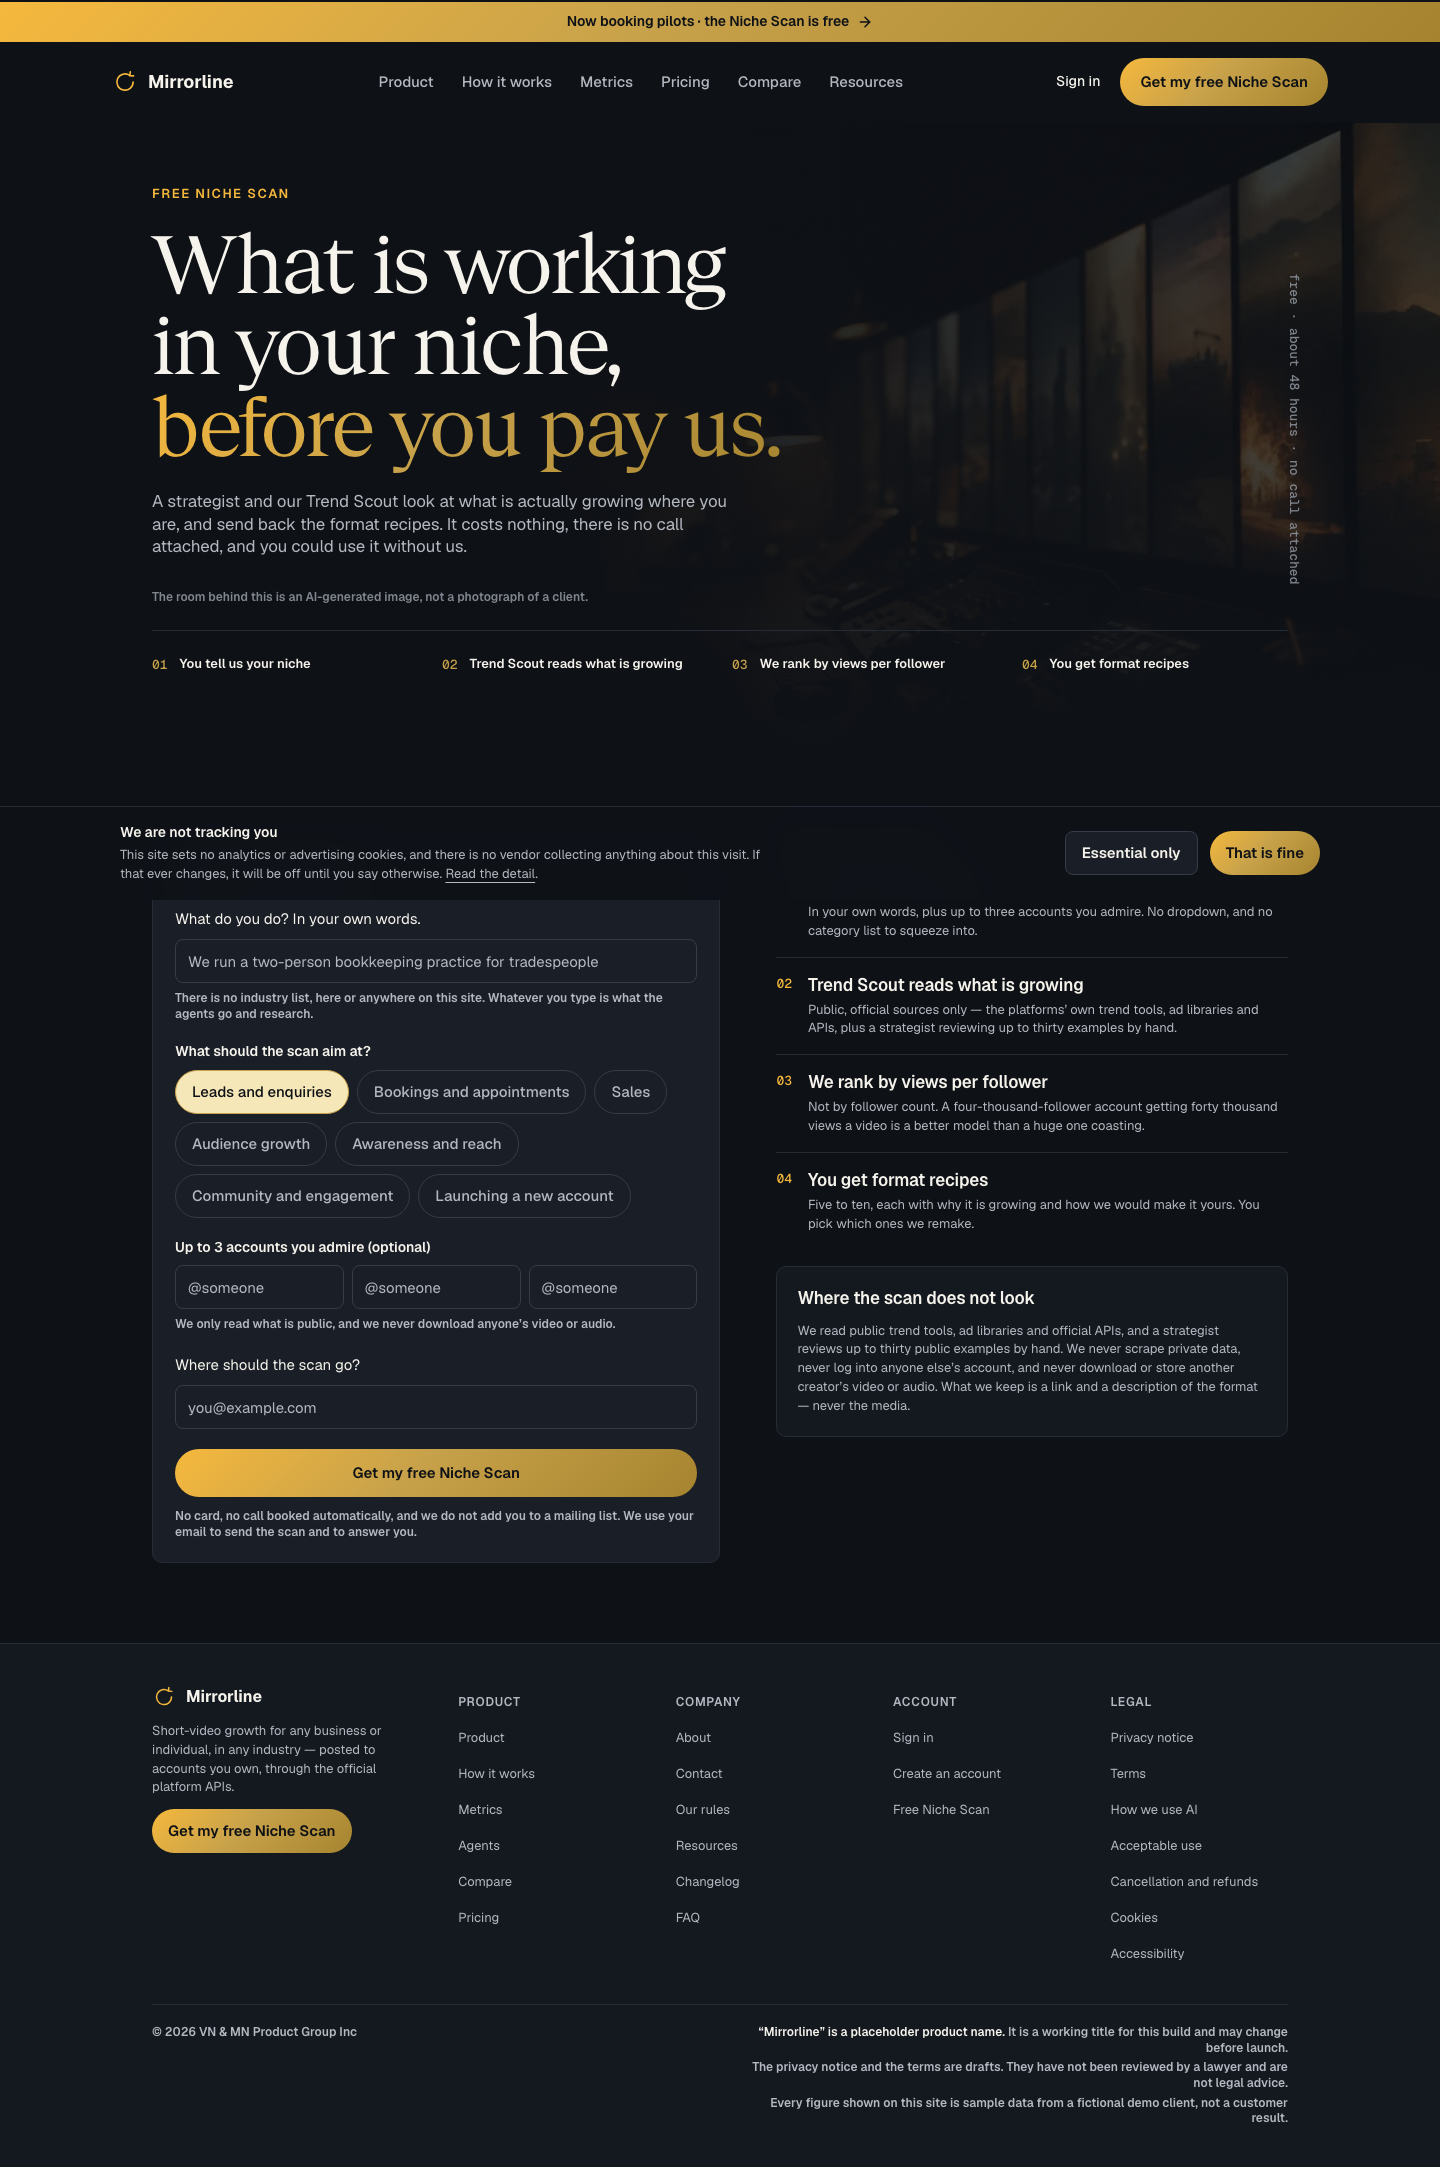 Now booking pilots · the Niche Scan is free →
Mirrorline
Product
How it works
Metrics
Pricing
Compare
Resources
Sign in
Get my free Niche Scan
FREE NICHE SCAN
What is working
in your niche,
before you pay us.
A strategist and our Trend Scout look at what is actually growing where you
are, and send back the format recipes. It costs nothing, there is no call
attached, and you could use it without us.
The room behind this is an AI-generated image, not a photograph of a client.
free · about 48 hours · no call attached
01 You tell us your niche
02 Trend Scout reads what is growing
03 We rank by views per follower
04 You get format recipes
We are not tracking you
This site sets no analytics or advertising cookies, and there is no vendor collecting anything about this visit. If
that ever changes, it will be off until you say otherwise. Read the detail.
Essential only
That is fine
What do you do? In your own words.
We run a two-person bookkeeping practice for tradespeople
There is no industry list, here or anywhere on this site. Whatever you type is what the
agents go and research.
What should the scan aim at?
Leads and enquiries
Bookings and appointments
Sales
Audience growth
Awareness and reach
Community and engagement
Launching a new account
Up to 3 accounts you admire (optional)
@someone
@someone
@someone
We only read what is public, and we never download anyone's video or audio.
Where should the scan go?
you@example.com
Get my free Niche Scan
No card, no call booked automatically, and we do not add you to a mailing list. We use your
email to send the scan and to answer you.
In your own words, plus up to three accounts you admire. No dropdown, and no
category list to squeeze into.
02 Trend Scout reads what is growing
Public, official sources only — the platforms' own trend tools, ad libraries and
APIs, plus a strategist reviewing up to thirty examples by hand.
03 We rank by views per follower
Not by follower count. A four-thousand-follower account getting forty thousand
views a video is a better model than a huge one coasting.
04 You get format recipes
Five to ten, each with why it is growing and how we would make it yours. You
pick which ones we remake.
Where the scan does not look
We read public trend tools, ad libraries and official APIs, and a strategist
reviews up to thirty public examples by hand. We never scrape private data,
never log into anyone else's account, and never download or store another
creator's video or audio. What we keep is a link and a description of the format
— never the media.
Mirrorline
Short-video growth for any business or
individual, in any industry — posted to
accounts you own, through the official
platform APIs.
Get my free Niche Scan
PRODUCT
Product
How it works
Metrics
Agents
Compare
Pricing
COMPANY
About
Contact
Our rules
Resources
Changelog
FAQ
ACCOUNT
Sign in
Create an account
Free Niche Scan
LEGAL
Privacy notice
Terms
How we use AI
Acceptable use
Cancellation and refunds
Cookies
Accessibility
© 2026 VN & MN Product Group Inc
“Mirrorline” is a placeholder product name. It is a working title for this build and may change
before launch.
The privacy notice and the terms are drafts. They have not been reviewed by a lawyer and are
not legal advice.
Every figure shown on this site is sample data from a fictional demo client, not a customer
result.